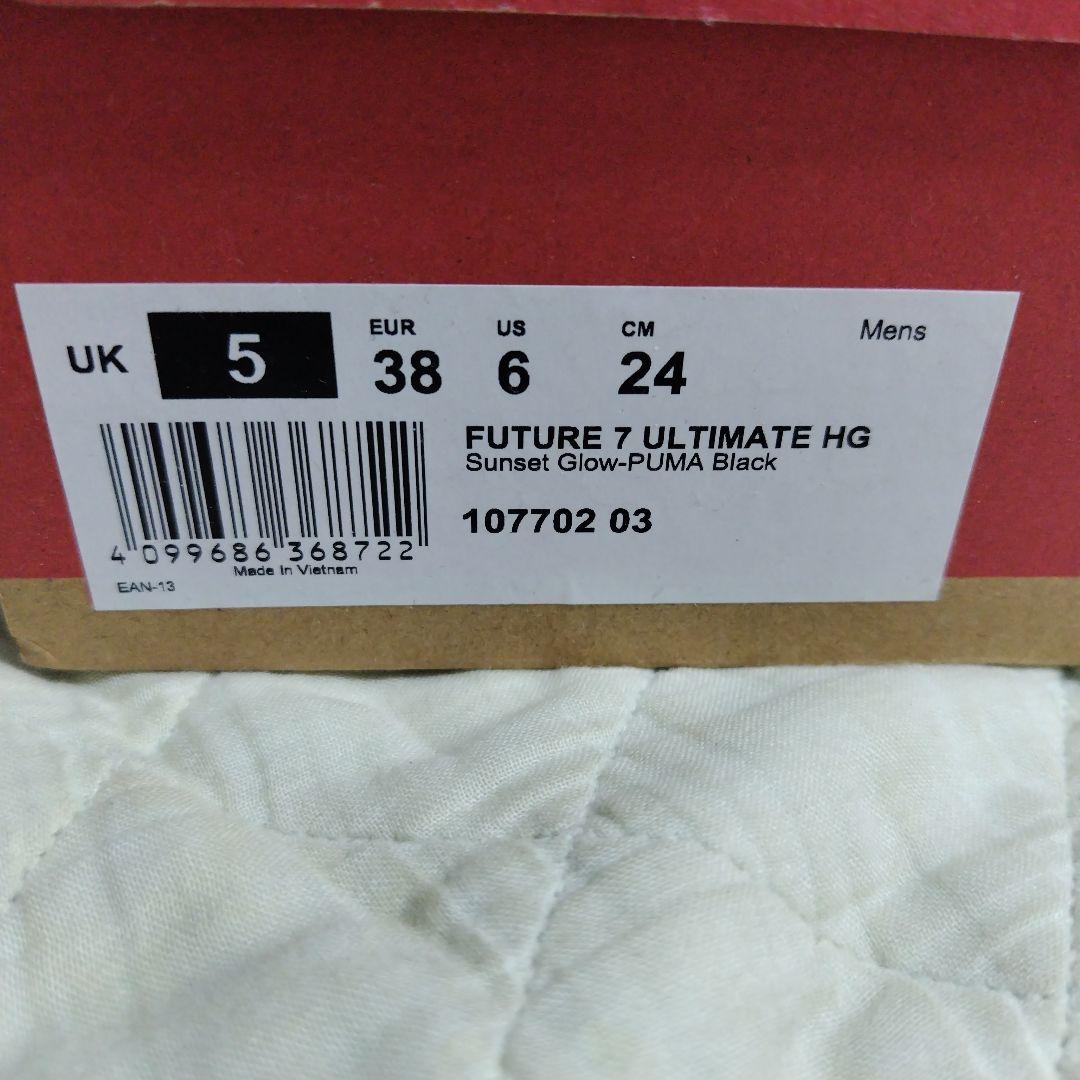 UK 5
EUR 38
US 6
CM 24
Mens
FUTURE 7 ULTIMATE HG
Sunset Glow-PUMA Black
107702 03
4 099686 368722
Made In Vietnam
EAN-13